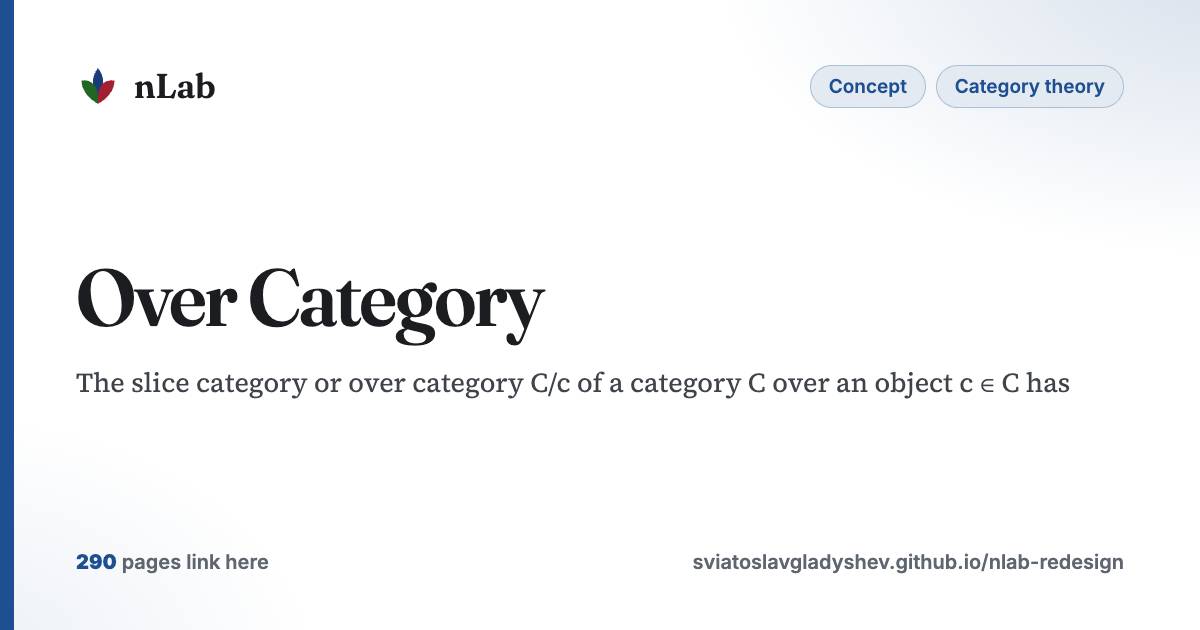 nLab
Concept
Category theory
Over Category
The slice category or over category C/c of a category C over an object c ∈ C has
290 pages link here
sviatoslavgladyshev.github.io/nlab-redesign